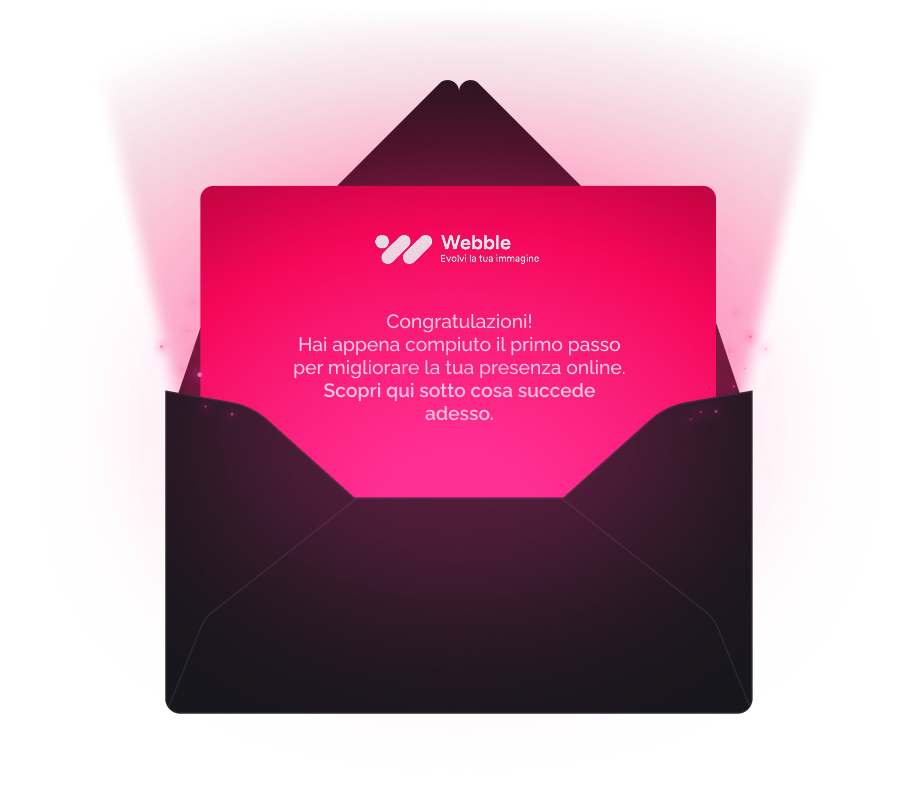 Webble
Evolvi la tua immagine
Congratulazioni!
Hai appena compiuto il primo passo
per migliorare la tua presenza online.
Scopri qui sotto cosa succede
adesso.